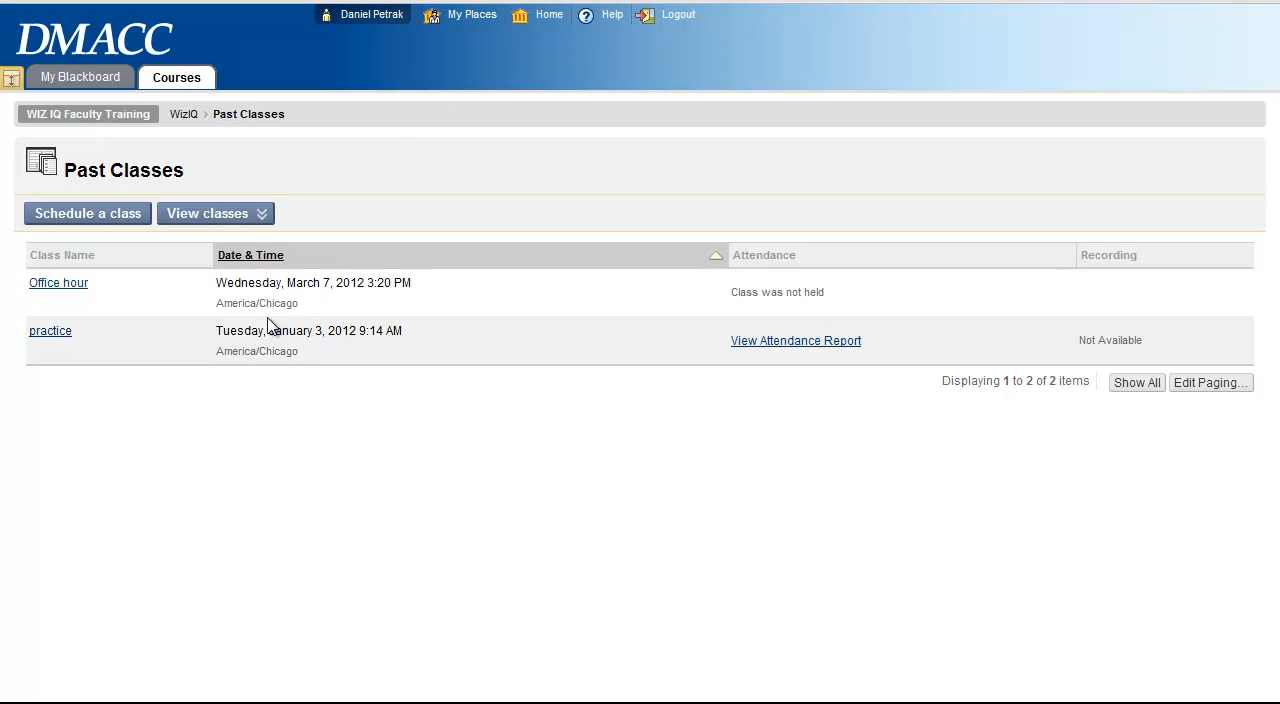 Daniel Petrak My Places Home Help Logout
DMACC
My Blackboard Courses
WIZ IQ Faculty Training WizIQ > Past Classes
Past Classes
Schedule a class View classes
Class Name Date & Time Attendance Recording
Office hour Wednesday, March 7, 2012 3:20 PM
America/Chicago
Class was not held
practice Tuesday, January 3, 2012 9:14 AM
America/Chicago
View Attendance Report Not Available
Displaying 1 to 2 of 2 items Show All Edit Paging...